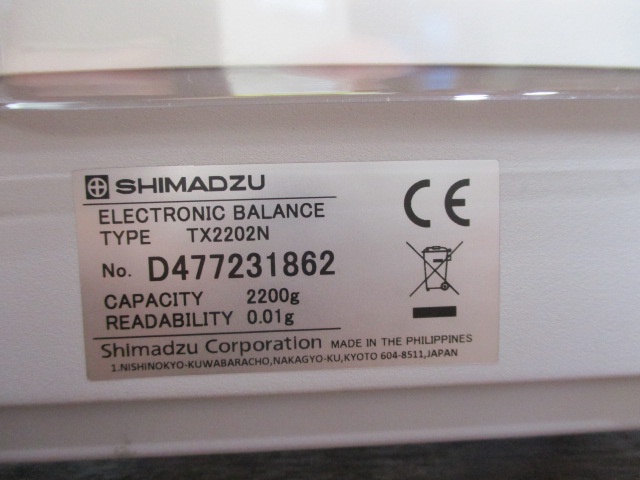 SHIMADZU
ELECTRONIC BALANCE
TYPE TX2202N
No. D477231862
CAPACITY 2200g
READABILITY 0.01g
CE
Shimadzu Corporation MADE IN THE PHILIPPINES
1.NISHINOKYO-KUWABARACHO,NAKAGYO-KU,KYOTO 604-8511,JAPAN